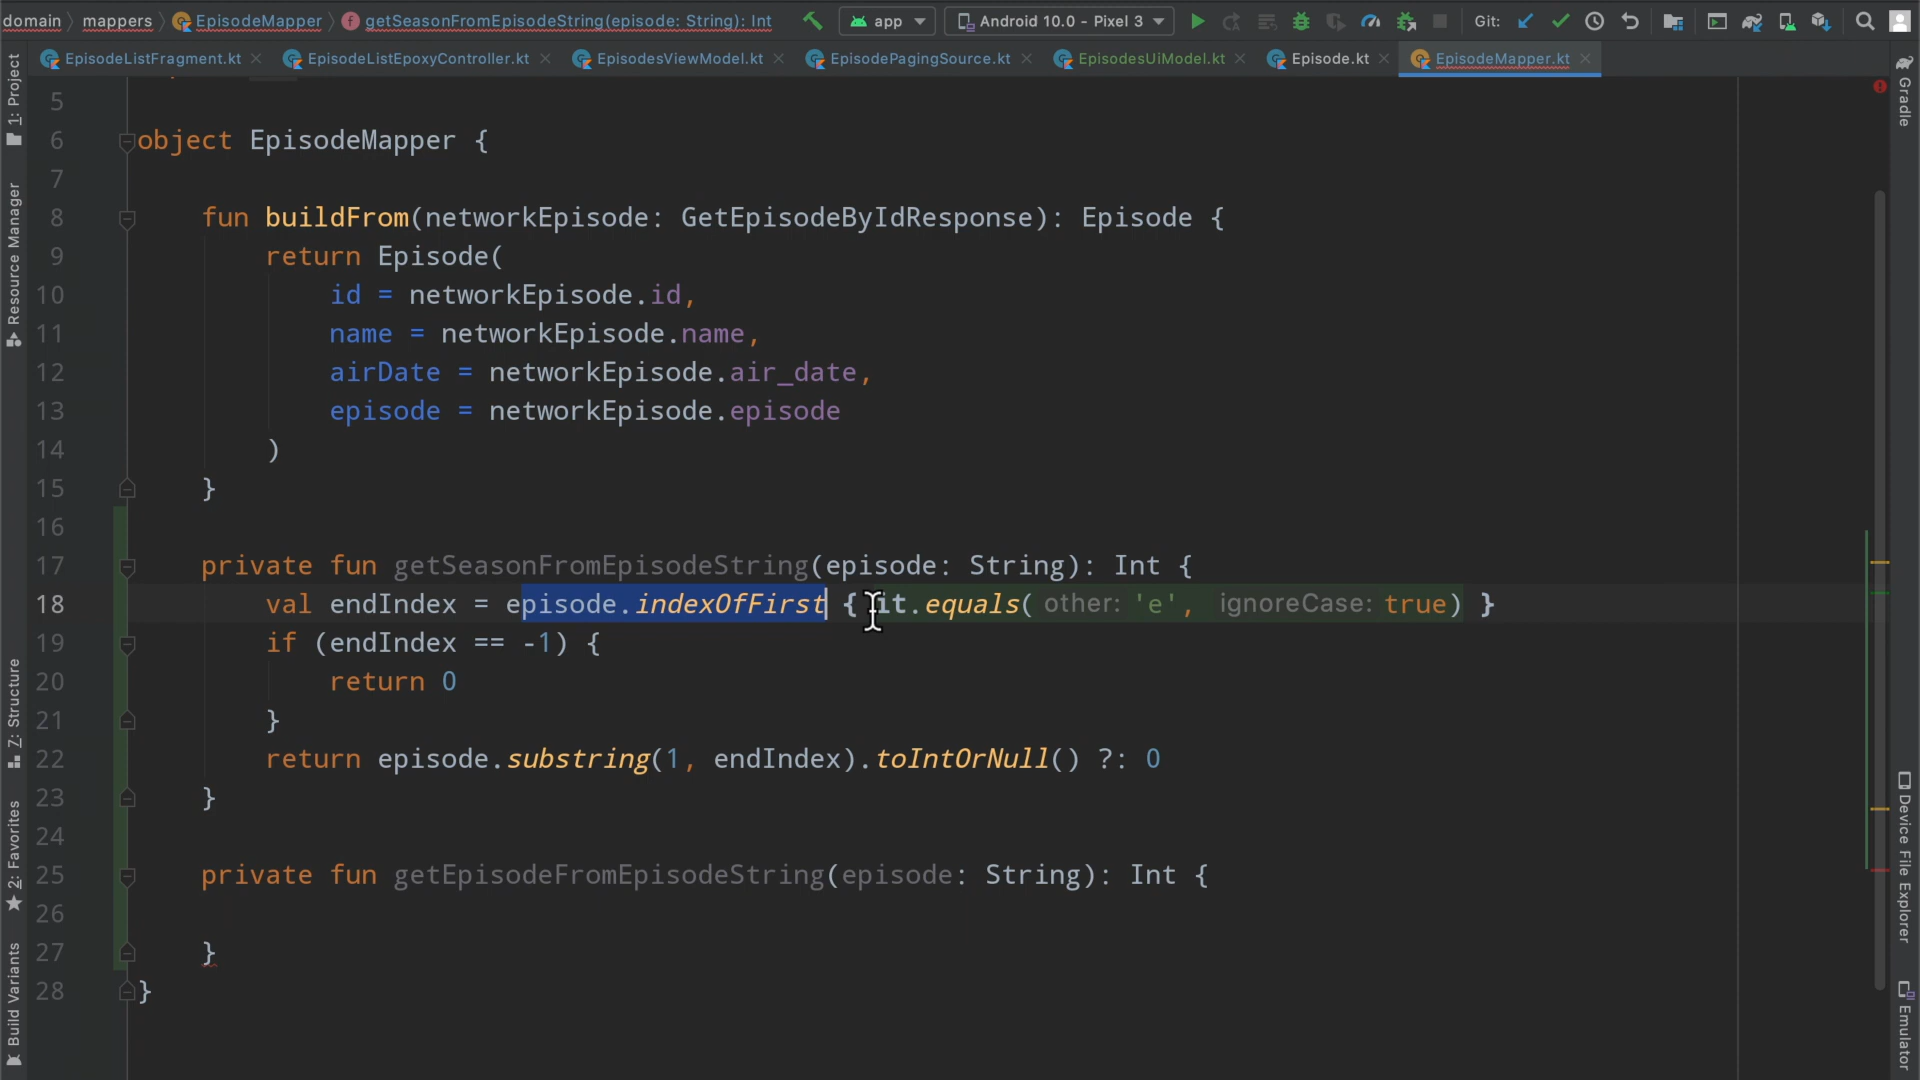 domain mappers EpisodeMapper getSeasonFromEpisodeString(episode: String): Int app Android 10.0 - Pixel 3 Git:
EpisodeListFragment.kt EpisodeListEpoxyController.kt EpisodesViewModel.kt EpisodePagingSource.kt EpisodesUiModel.kt Episode.kt EpisodeMapper.kt
1: Project
Resource Manager
Z: Structure
2: Favorites
Build Variants
5
6 object EpisodeMapper {
7
8 fun buildFrom(networkEpisode: GetEpisodeByIdResponse): Episode {
9 return Episode(
10 id = networkEpisode.id,
11 name = networkEpisode.name,
12 airDate = networkEpisode.air_date,
13 episode = networkEpisode.episode
14 )
15 }
16
17 private fun getSeasonFromEpisodeString(episode: String): Int {
18 val endIndex = episode.indexOfFirst { it.equals( other: 'e', ignoreCase: true) }
19 if (endIndex == -1) {
20 return 0
21 }
22 return episode.substring(1, endIndex).toIntOrNull() ?: 0
23 }
24
25 private fun getEpisodeFromEpisodeString(episode: String): Int {
26
27 }
28 }
Gradle
Device File Explorer
Emulator